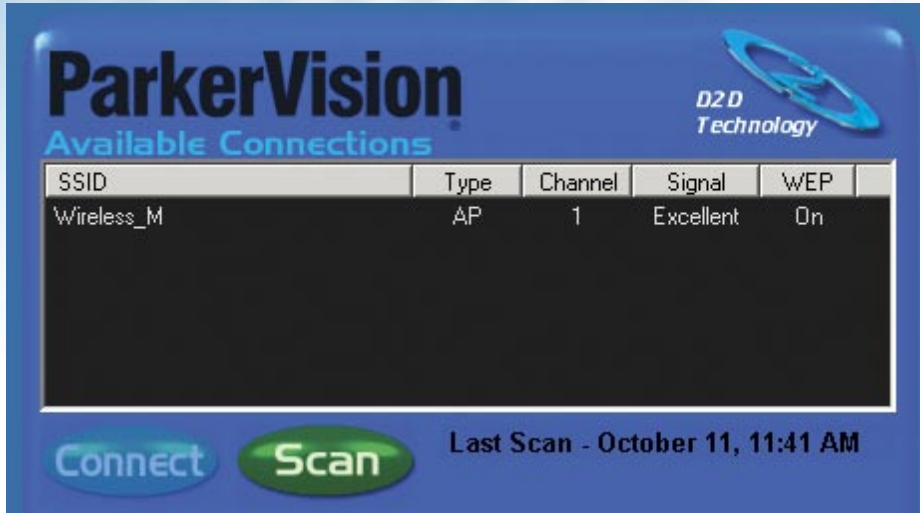 ParkerVision®
D2D
Technology
Available Connections
SSID Type Channel Signal WEP
Wireless_M AP 1 Excellent On
Connect Scan Last Scan - October 11, 11:41 AM